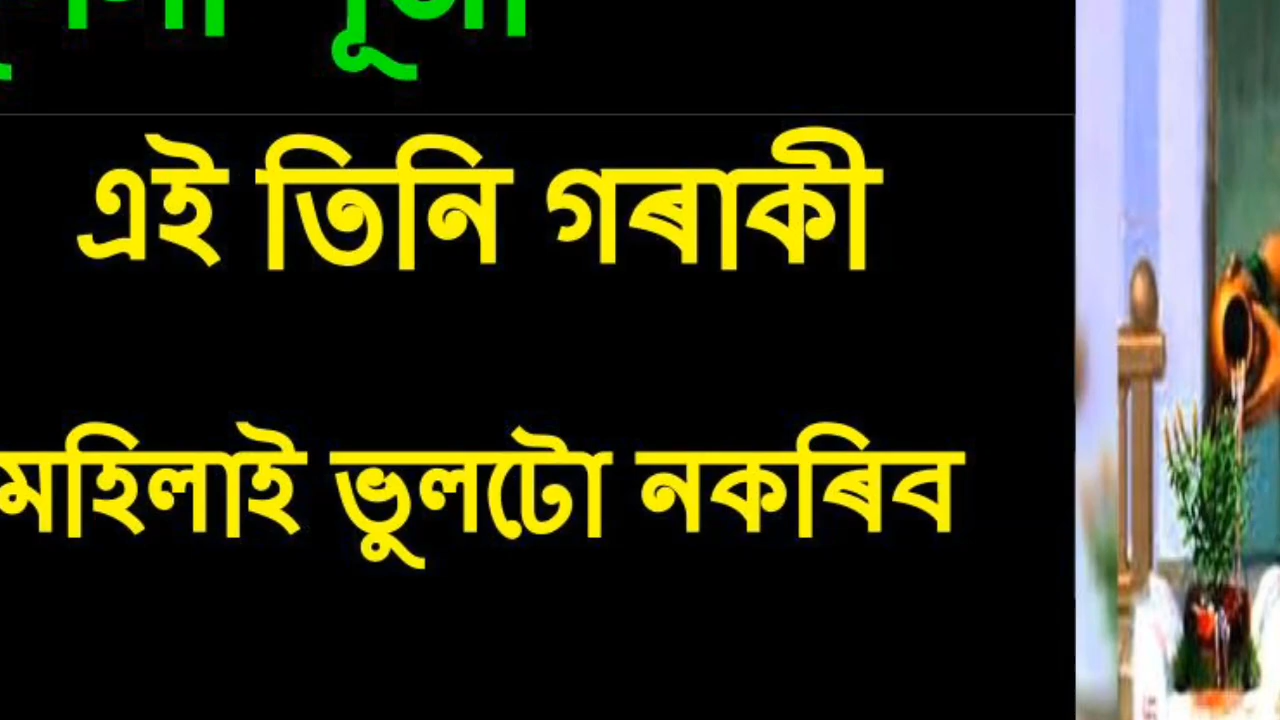 পূজা
এই তিনি গৰাকী
মহিলাই ভুলটো নকৰিব